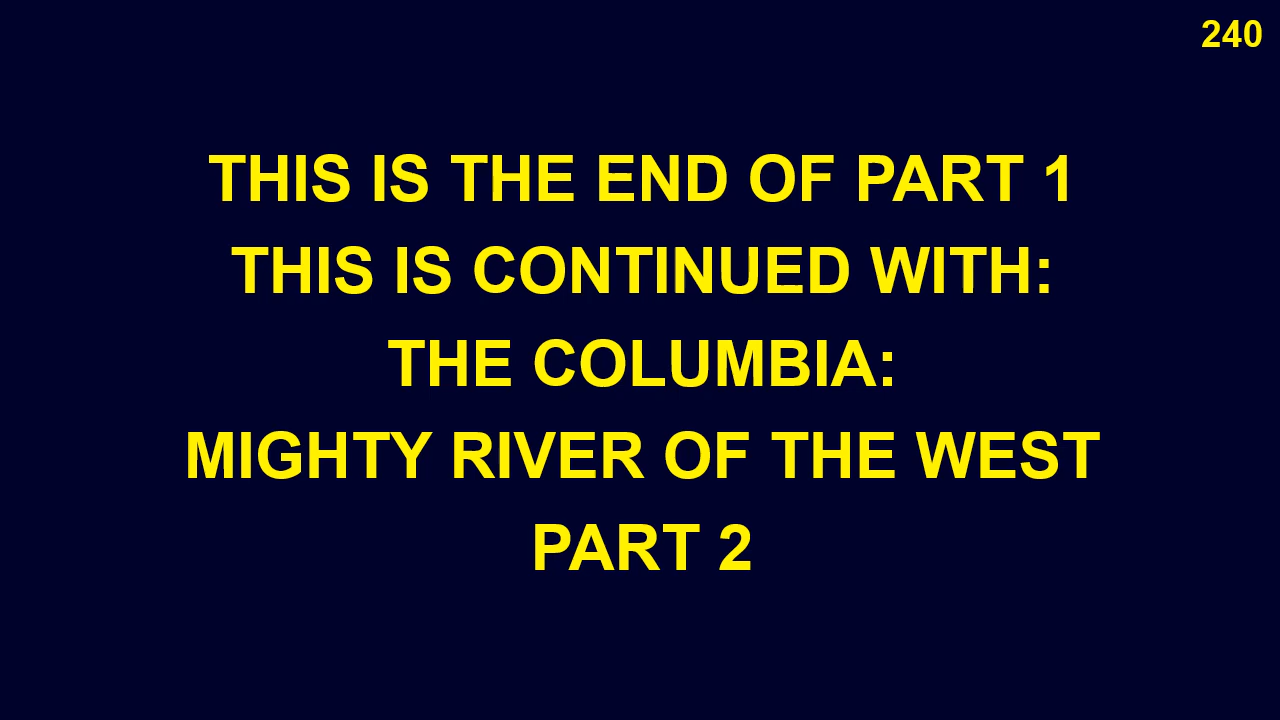 240
THIS IS THE END OF PART 1
THIS IS CONTINUED WITH:
THE COLUMBIA:
MIGHTY RIVER OF THE WEST
PART 2